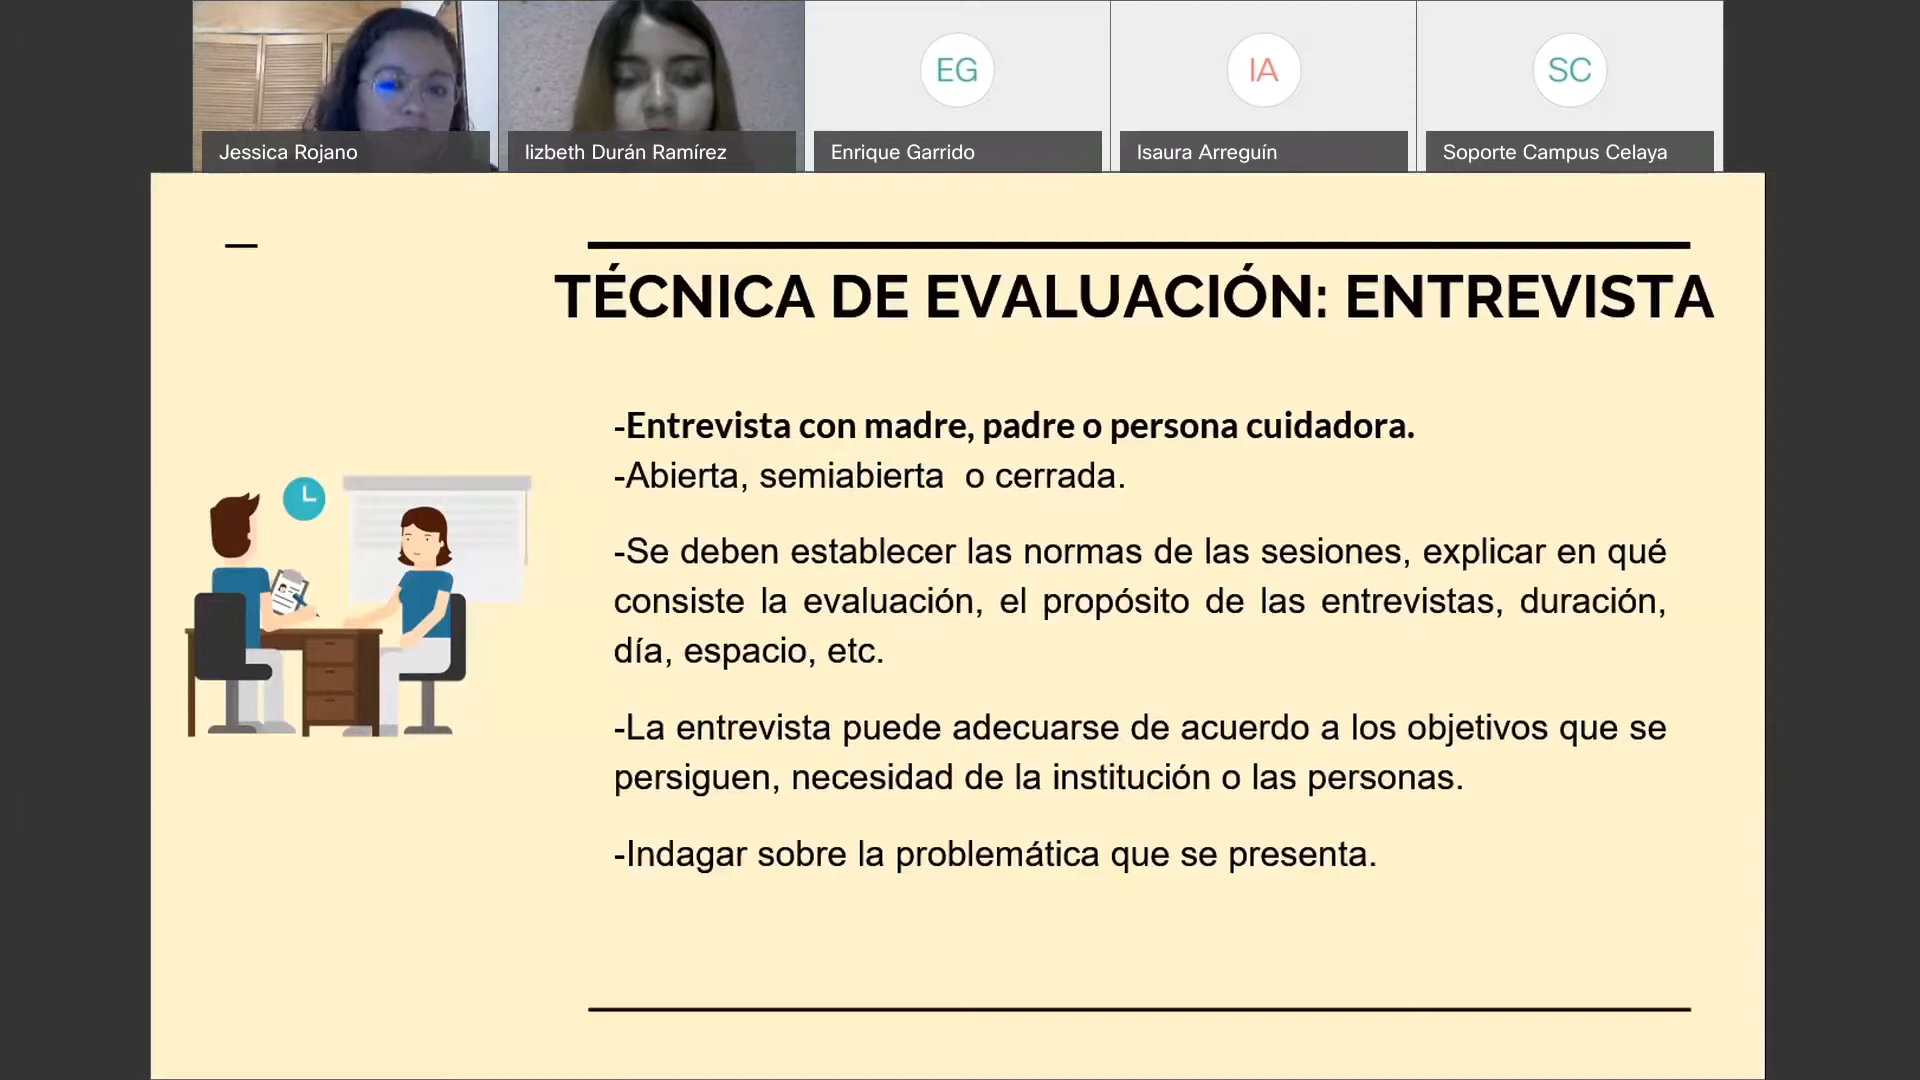 EG
IA
SC
Jessica Rojano
lizbeth Durán Ramírez
Enrique Garrido
Isaura Arreguín
Soporte Campus Celaya
TÉCNICA DE EVALUACIÓN: ENTREVISTA
-Entrevista con madre, padre o persona cuidadora.
-Abierta, semiabierta  o cerrada.
-Se deben establecer las normas de las sesiones, explicar en qué
consiste la evaluación, el propósito de las entrevistas, duración,
día, espacio, etc.
-La entrevista puede adecuarse de acuerdo a los objetivos que se
persiguen, necesidad de la institución o las personas.
-Indagar sobre la problemática que se presenta.